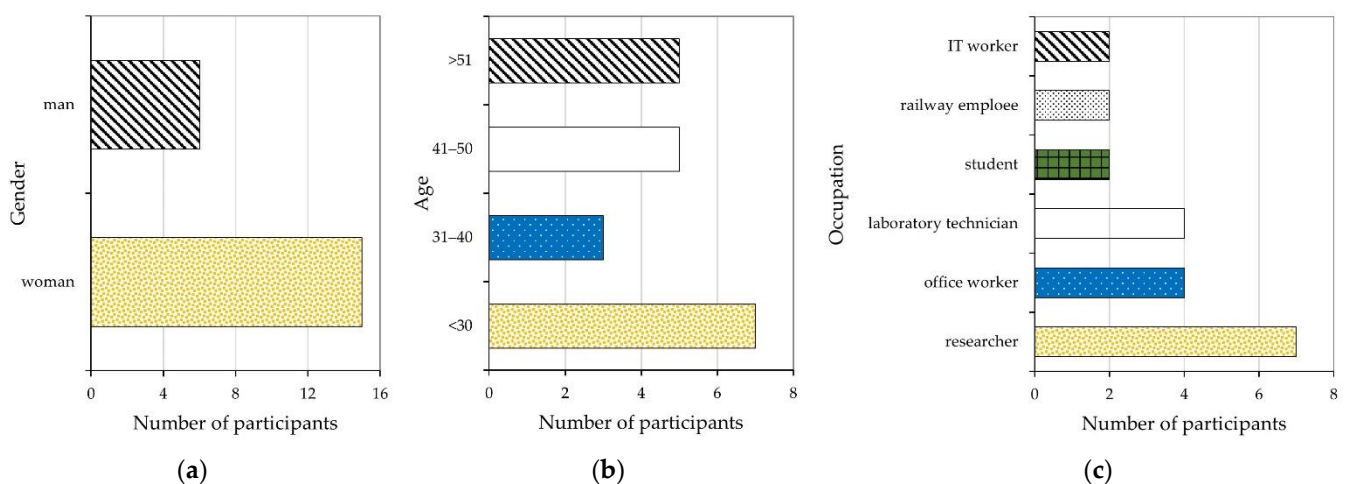 Gender
man
woman
0 4 8 12 16
Number of participants
(a)
Age
>51
41–50
31–40
<30
0 2 4 6 8
Number of participants
(b)
Occupation
IT worker
railway emploee
student
laboratory technician
office worker
researcher
0 2 4 6 8
Number of participants
(c)